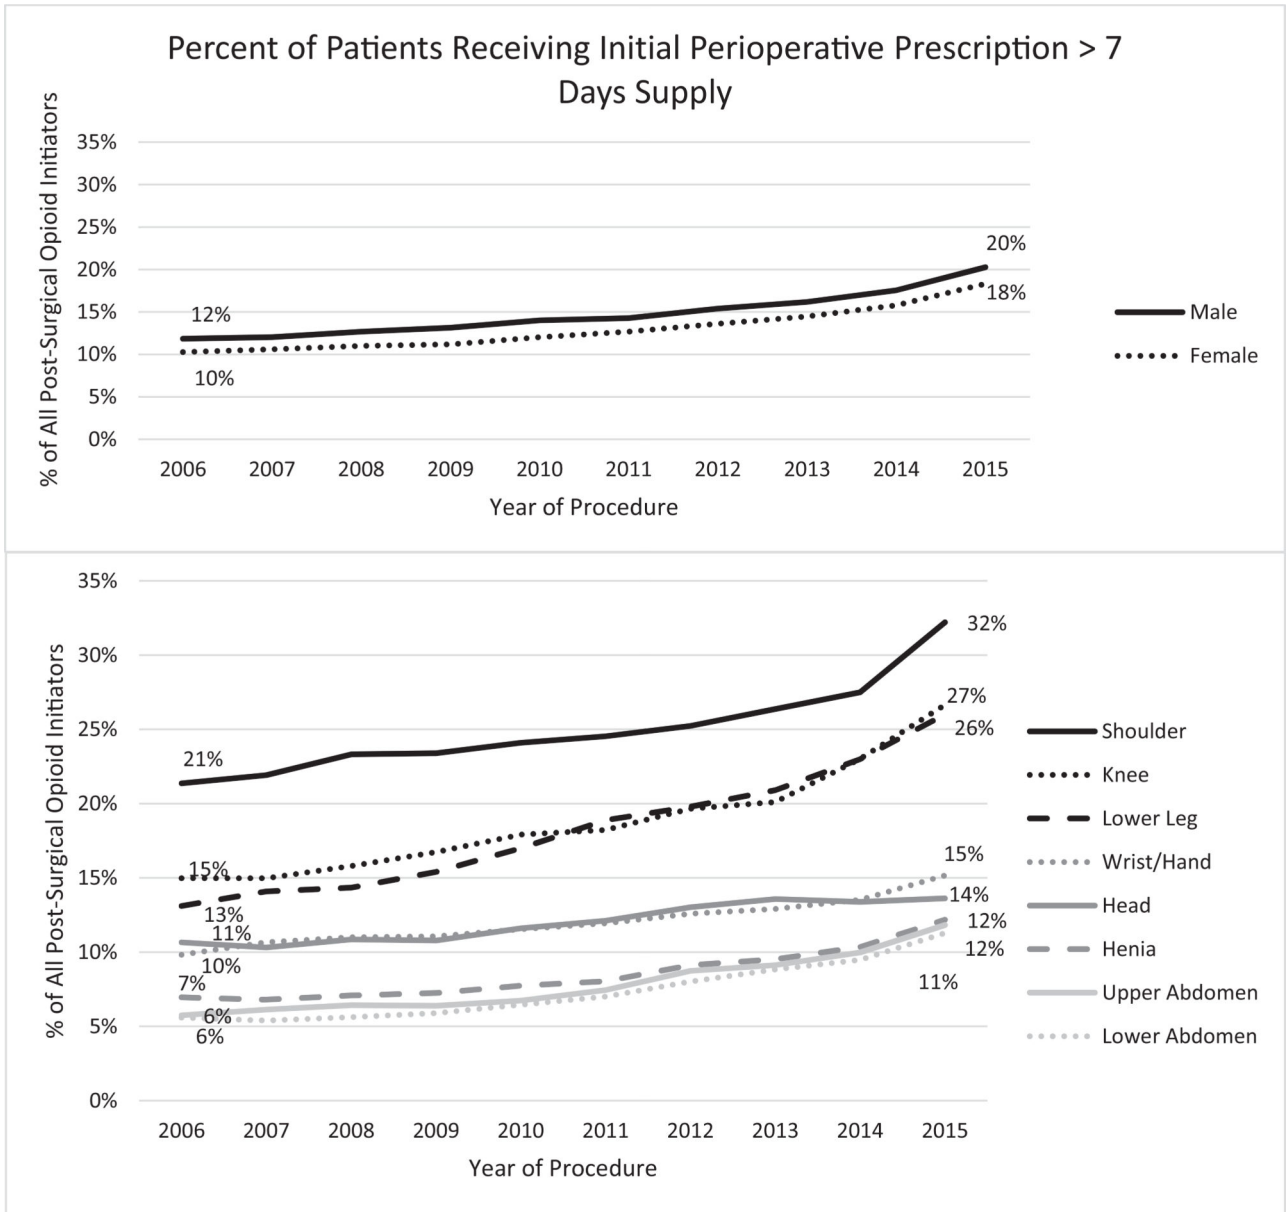 Percent of Patients Receiving Initial Perioperative Prescription > 7
Days Supply
% of All Post-Surgical Opioid Initiators
35%
30%
25%
20%
15%
10%
5%
0%
12%
10%
20%
18%
2006 2007 2008 2009 2010 2011 2012 2013 2014 2015
Year of Procedure
Male
Female
% of All Post-Surgical Opioid Initiators
35%
30%
25%
20%
15%
10%
5%
0%
21%
15%
13%
11%
10%
7%
6%
6%
32%
27%
26%
15%
14%
12%
12%
11%
2006 2007 2008 2009 2010 2011 2012 2013 2014 2015
Year of Procedure
Shoulder
Knee
Lower Leg
Wrist/Hand
Head
Henia
Upper Abdomen
Lower Abdomen